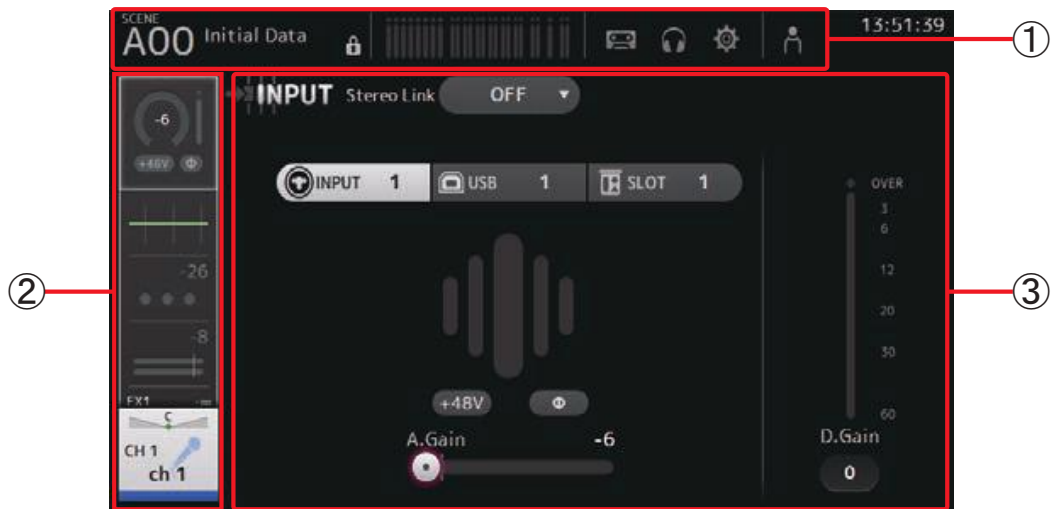 SCENE
A00 Initial Data
13:51:39
①
-6
+48V Φ
-26
-8
FX1 -∞
C
CH 1
ch 1
②
INPUT Stereo Link OFF
INPUT 1 USB 1 SLOT 1
+48V Φ
A.Gain -6
OVER
3
6
12
20
30
60
D.Gain
0
③